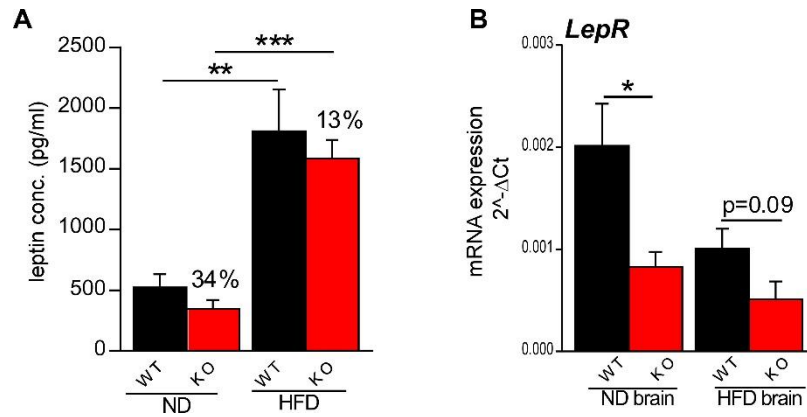 A
leptin conc. (pg/ml)
2500
2000
1500
1000
500
0
***
**
34%
13%
WT
KO
WT
KO
ND
HFD
B
LepR
mRNA expression
2^-ΔCt
0.003
0.002
0.001
0.000
*
p=0.09
WT
KO
WT
KO
ND brain
HFD brain